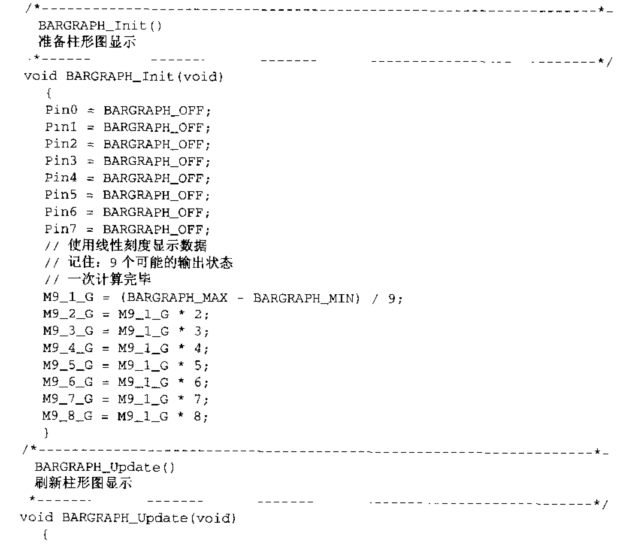 /*------------------------------------------------------------------*-
BARGRAPH_Init()
准备柱形图显示
-*------- ------- ------- ------------------- --------*/
void BARGRAPH_Init(void)
{
Pin0 = BARGRAPH_OFF;
Pin1 = BARGRAPH_OFF;
Pin2 = BARGRAPH_OFF;
Pin3 = BARGRAPH_OFF;
Pin4 = BARGRAPH_OFF;
Pin5 = BARGRAPH_OFF;
Pin6 = BARGRAPH_OFF;
Pin7 = BARGRAPH_OFF;
// 使用线性刻度显示数据
// 记住：9 个可能的输出状态
// 一次计算完毕
M9_1_G = (BARGRAPH_MAX - BARGRAPH_MIN) / 9;
M9_2_G = M9_1_G * 2;
M9_3_G = M9_1_G * 3;
M9_4_G = M9_1_G * 4;
M9_5_G = M9_1_G * 5;
M9_6_G = M9_1_G * 6;
M9_7_G = M9_1_G * 7;
M9_8_G = M9_1_G * 8;
}
/*------------------------------------------------------------------*-
BARGRAPH_Update()
刷新柱形图显示
*------- ------- ------- ----------------------------*/
void BARGRAPH_Update(void)
{